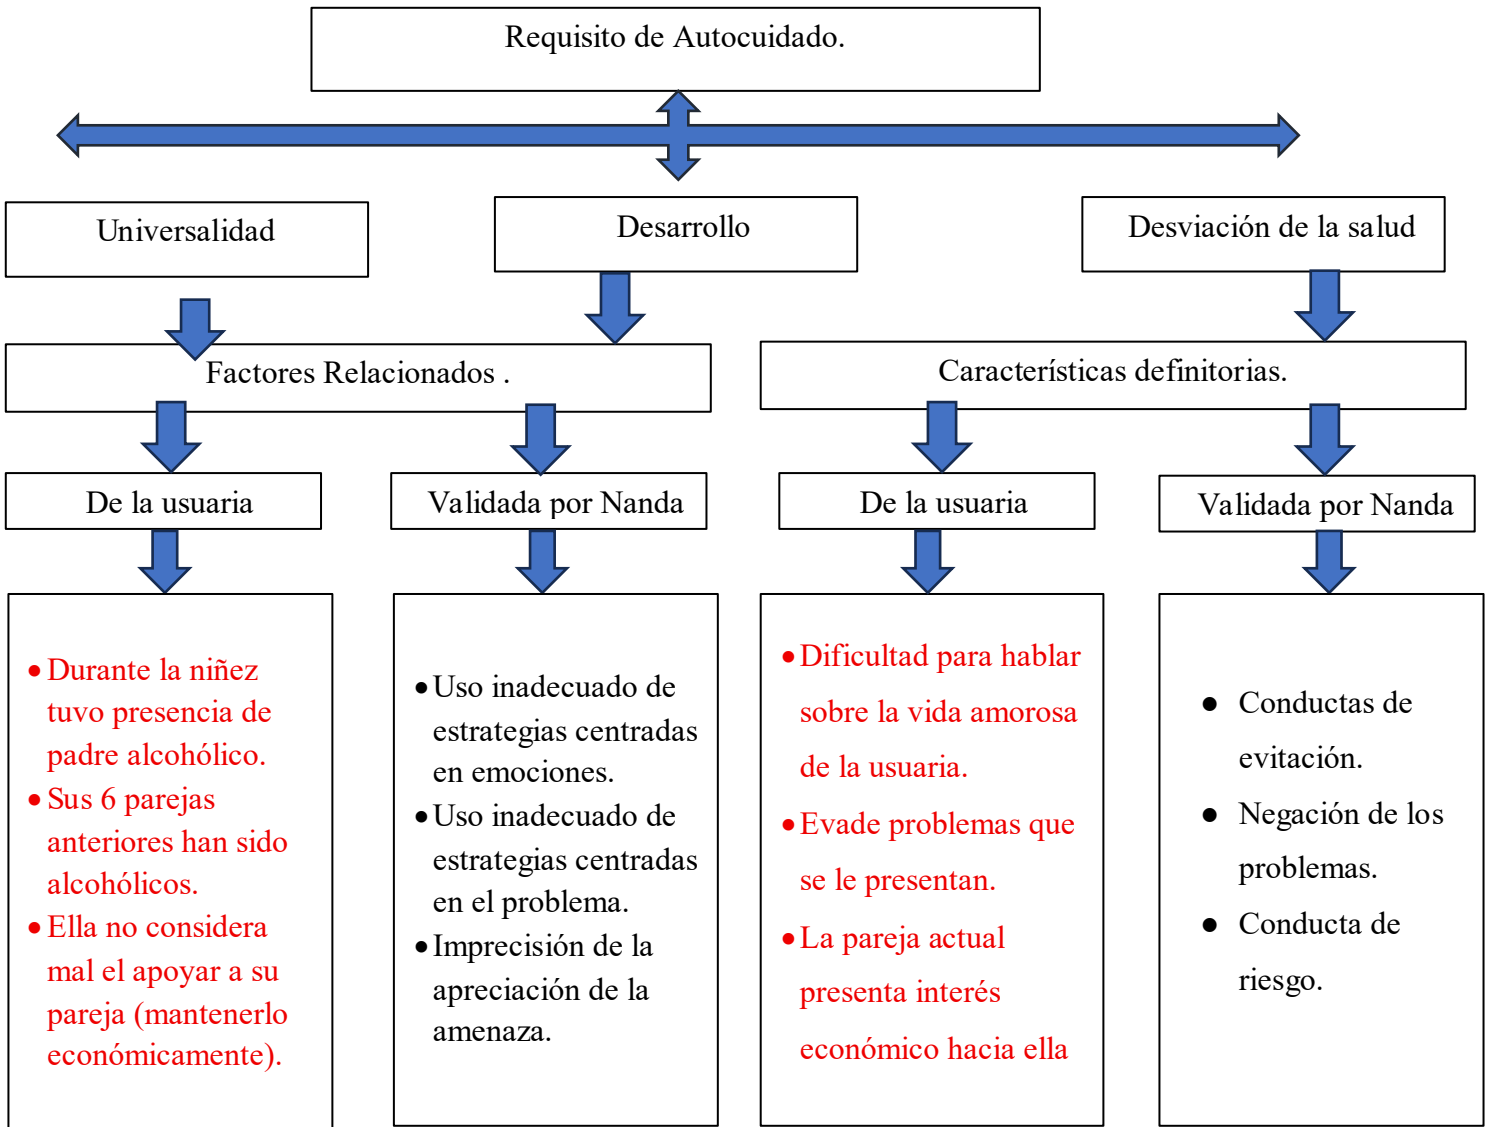 Requisito de Autocuidado.
Universalidad
Desarrollo
Desviación de la salud
Factores Relacionados .
Características definitorias.
De la usuaria
Validada por Nanda
De la usuaria
Validada por Nanda
• Durante la niñez
tuvo presencia de
padre alcohólico.
• Sus 6 parejas
anteriores han sido
alcohólicos.
• Ella no considera
mal el apoyar a su
pareja (mantenerlo
económicamente).
• Uso inadecuado de
estrategias centradas
en emociones.
• Uso inadecuado de
estrategias centradas
en el problema.
• Imprecisión de la
apreciación de la
amenaza.
• Dificultad para hablar
sobre la vida amorosa
de la usuaria.
• Evade problemas que
se le presentan.
• La pareja actual
presenta interés
económico hacia ella
● Conductas de
evitación.
● Negación de los
problemas.
● Conducta de
riesgo.